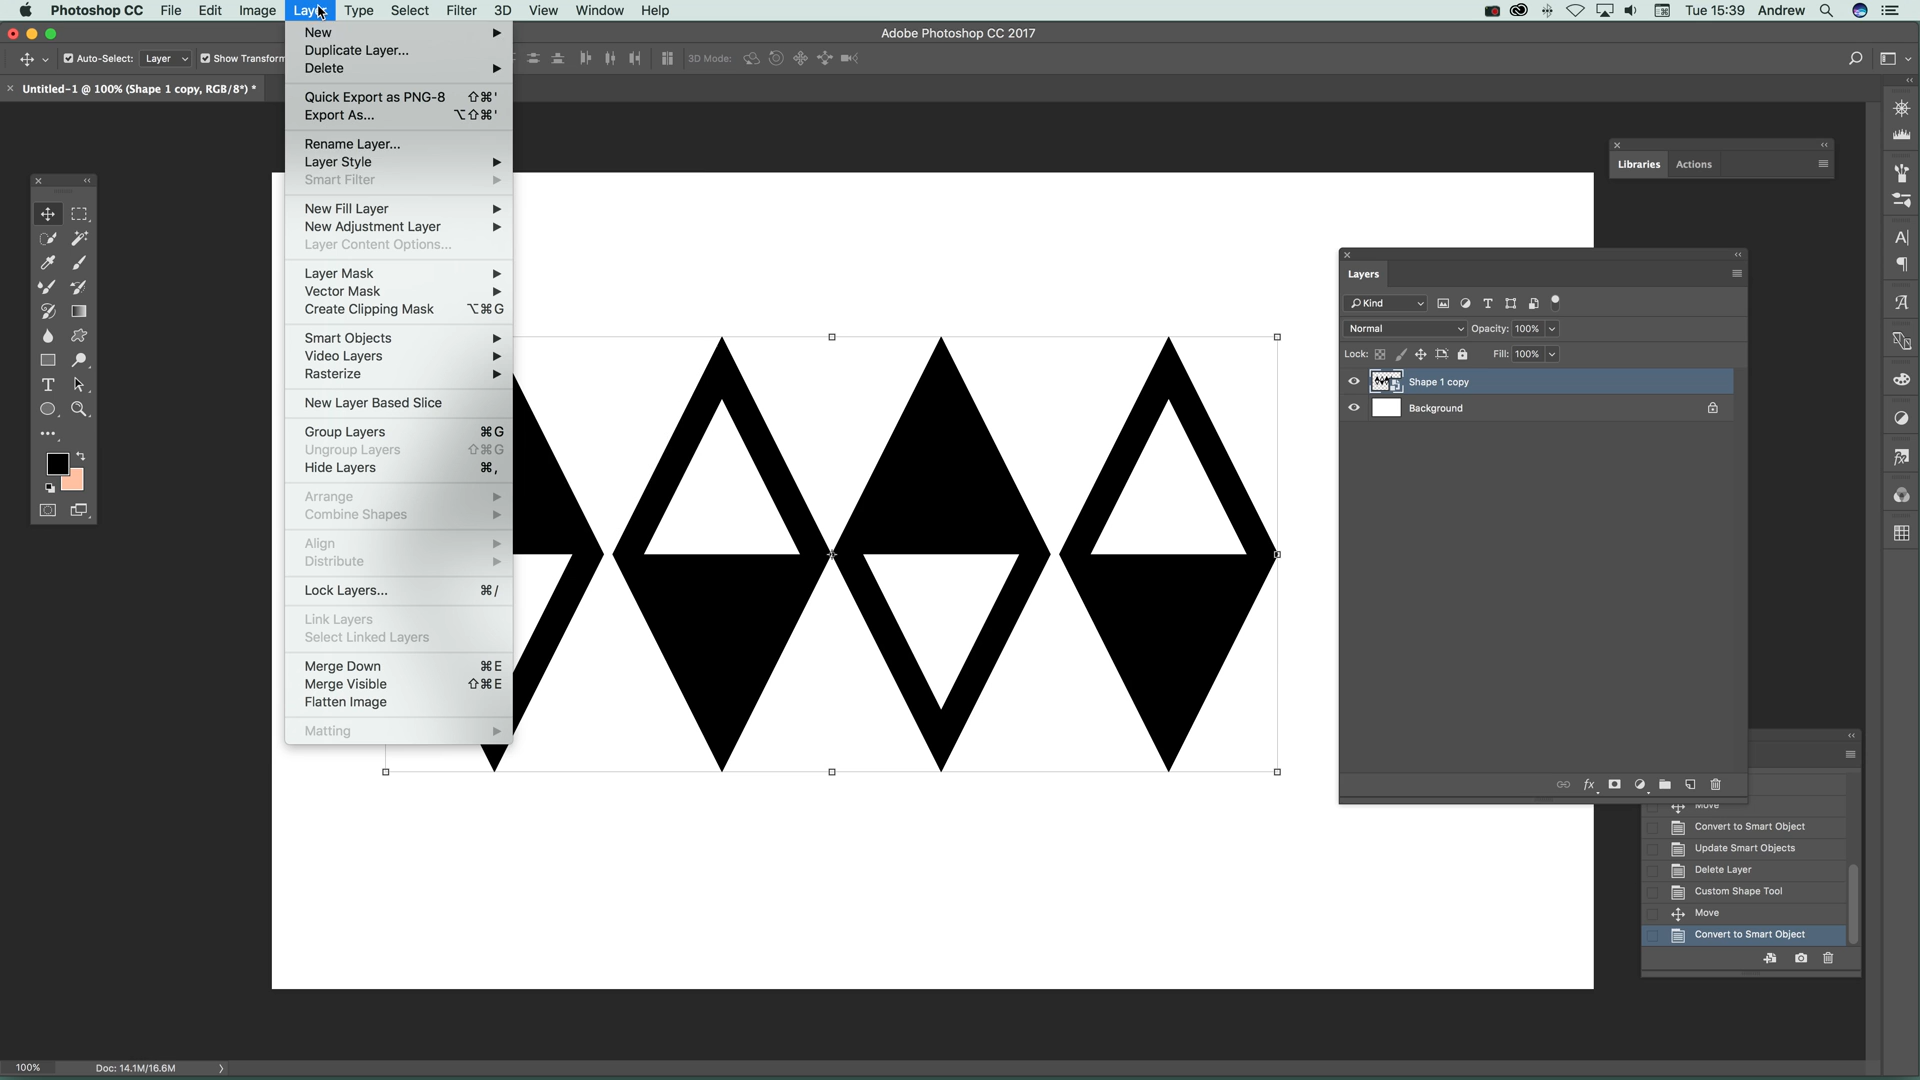 Photoshop CC File Edit Image Layer Type Select Filter 3D View Window Help Tue 15:39 Andrew
Adobe Photoshop CC 2017
Auto-Select: Layer Show Transform 3D Mode:
Untitled-1 @ 100% (Shape 1 copy, RGB/8*) *
New
Duplicate Layer...
Delete
Quick Export as PNG-8 ⇧⌘'
Export As... ⌥⇧⌘'
Rename Layer...
Layer Style
Smart Filter
New Fill Layer
New Adjustment Layer
Layer Content Options...
Layer Mask
Vector Mask
Create Clipping Mask ⌥⌘G
Smart Objects
Video Layers
Rasterize
New Layer Based Slice
Group Layers ⌘G
Ungroup Layers ⇧⌘G
Hide Layers ⌘,
Arrange
Combine Shapes
Align
Distribute
Lock Layers... ⌘/
Link Layers
Select Linked Layers
Merge Down ⌘E
Merge Visible ⇧⌘E
Flatten Image
Matting
Libraries Actions
Layers
Kind
Normal Opacity: 100%
Lock: Fill: 100%
Shape 1 copy
Background
Move
Convert to Smart Object
Update Smart Objects
Delete Layer
Custom Shape Tool
Move
Convert to Smart Object
100% Doc: 14.1M/16.6M